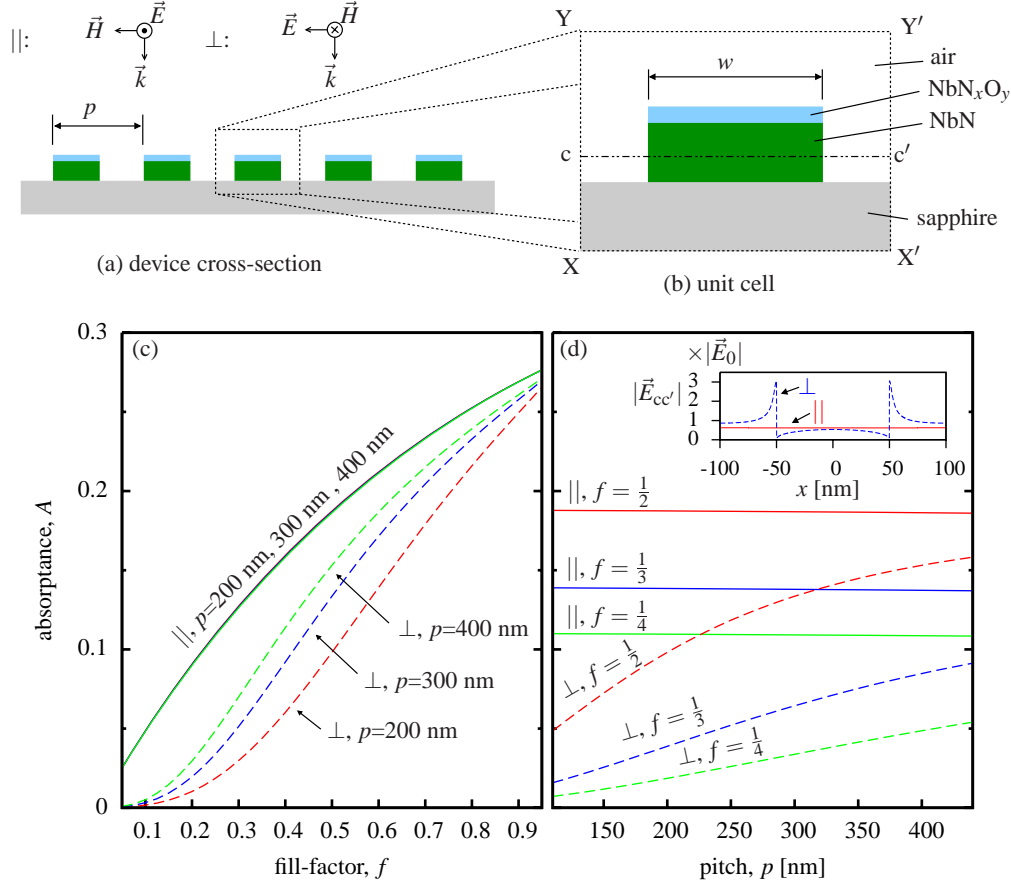 ||: H⃗ E⃗ k⃗ ⊥: E⃗ H⃗ k⃗
p
(a) device cross-section
Y Y′
w
air
NbNₓOᵧ
NbN
c c′
sapphire
X X′
(b) unit cell
(c)
0.3
0.2
0.1
0
absorptance, A
||, p=200 nm, 300 nm , 400 nm
⊥, p=400 nm
⊥, p=300 nm
⊥, p=200 nm
0.1 0.2 0.3 0.4 0.5 0.6 0.7 0.8 0.9
fill-factor, f
(d)
×|E⃗₀|
|E⃗cc′|
3
2
1
0
⊥
||
-100 -50 0 50 100
x [nm]
||, f = 1/2
||, f = 1/3
||, f = 1/4
⊥, f = 1/2
⊥, f = 1/3
⊥, f = 1/4
150 200 250 300 350 400
pitch, p [nm]